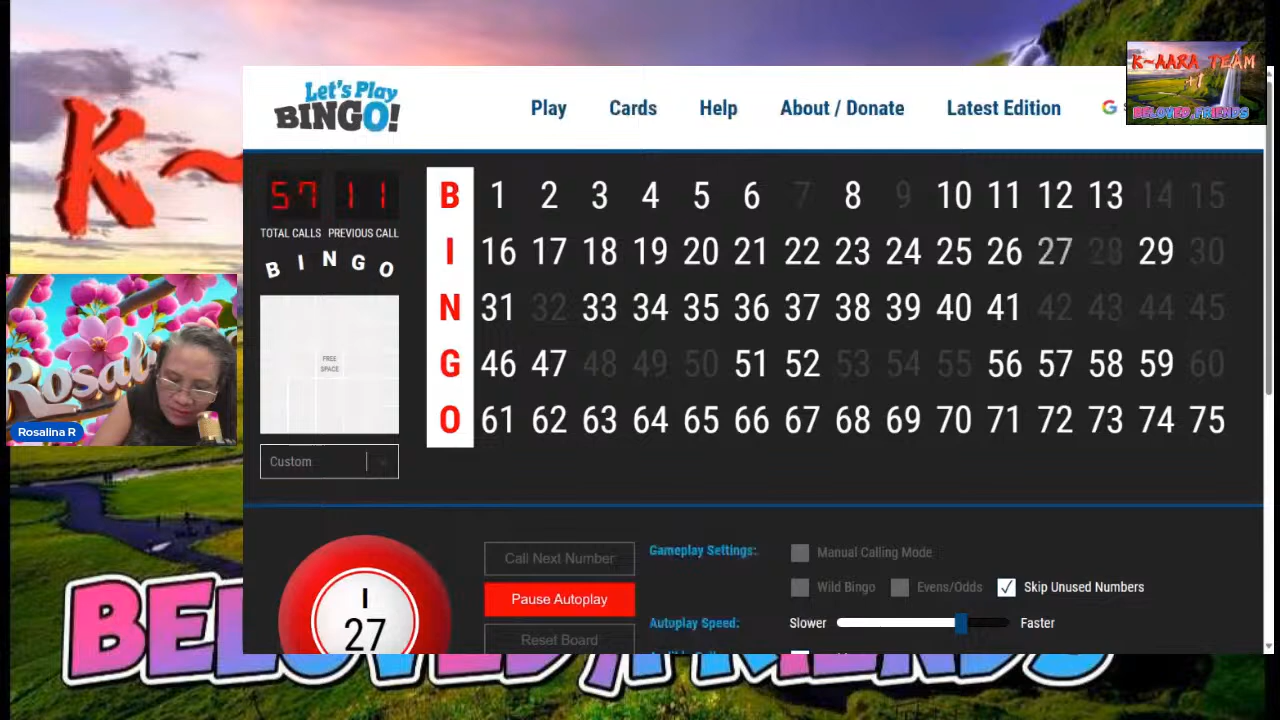 K~AARA TEAM
+1
BELOVED,FRIENDS
Let's Play
BINGO!
Play
Cards
Help
About / Donate
Latest Edition
K~
57 11
TOTAL CALLS PREVIOUS CALL
B I N G O
FREE
SPACE
Custom
B 1 2 3 4 5 6 7 8 9 10 11 12 13 14 15
I 16 17 18 19 20 21 22 23 24 25 26 27 28 29 30
N 31 32 33 34 35 36 37 38 39 40 41 42 43 44 45
G 46 47 48 49 50 51 52 53 54 55 56 57 58 59 60
O 61 62 63 64 65 66 67 68 69 70 71 72 73 74 75
Rosali
Rosalina R
I
27
Call Next Number
Pause Autoplay
Reset Board
Gameplay Settings:
Manual Calling Mode
Wild Bingo
Evens/Odds
Skip Unused Numbers
Autoplay Speed:
Slower
Faster
BELOVED,FRIENDS